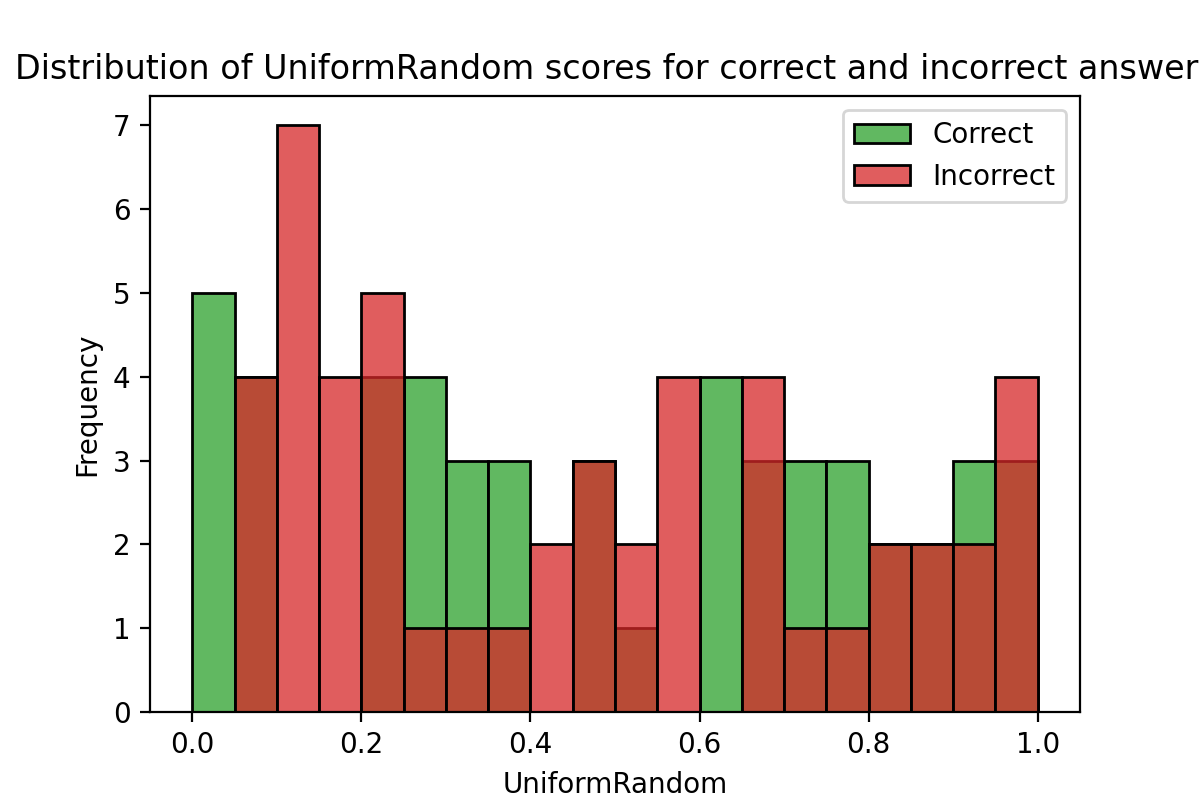 Distribution of UniformRandom scores for correct and incorrect answer
Correct
Incorrect
7
6
5
4
3
2
1
0
Frequency
0.0 0.2 0.4 0.6 0.8 1.0
UniformRandom